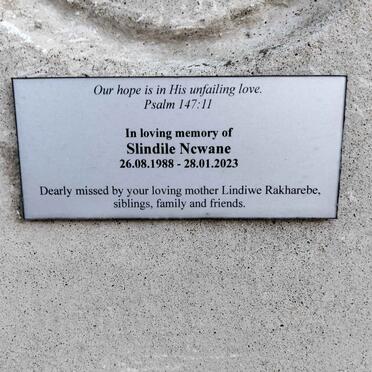 Our hope is in His unfailing love.
Psalm 147:11
In loving memory of
Slindile Ncwane
26.08.1988 - 28.01.2023
Dearly missed by your loving mother Lindiwe Rakharebe,
siblings, family and friends.